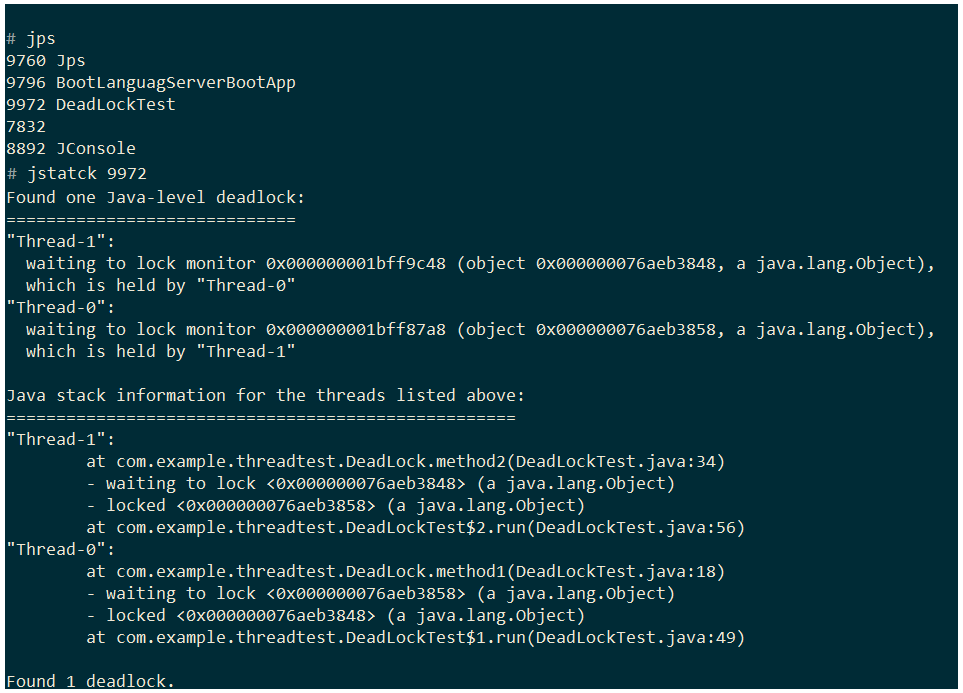 # jps
9760 Jps
9796 BootLanguagServerBootApp
9972 DeadLockTest
7832
8892 JConsole
# jstatck 9972
Found one Java-level deadlock:
=============================
"Thread-1":
  waiting to lock monitor 0x000000001bff9c48 (object 0x000000076aeb3848, a java.lang.Object),
  which is held by "Thread-0"
"Thread-0":
  waiting to lock monitor 0x000000001bff87a8 (object 0x000000076aeb3858, a java.lang.Object),
  which is held by "Thread-1"

Java stack information for the threads listed above:
===================================================
"Thread-1":
        at com.example.threadtest.DeadLock.method2(DeadLockTest.java:34)
        - waiting to lock <0x000000076aeb3848> (a java.lang.Object)
        - locked <0x000000076aeb3858> (a java.lang.Object)
        at com.example.threadtest.DeadLockTest$2.run(DeadLockTest.java:56)
"Thread-0":
        at com.example.threadtest.DeadLock.method1(DeadLockTest.java:18)
        - waiting to lock <0x000000076aeb3858> (a java.lang.Object)
        - locked <0x000000076aeb3848> (a java.lang.Object)
        at com.example.threadtest.DeadLockTest$1.run(DeadLockTest.java:49)

Found 1 deadlock.